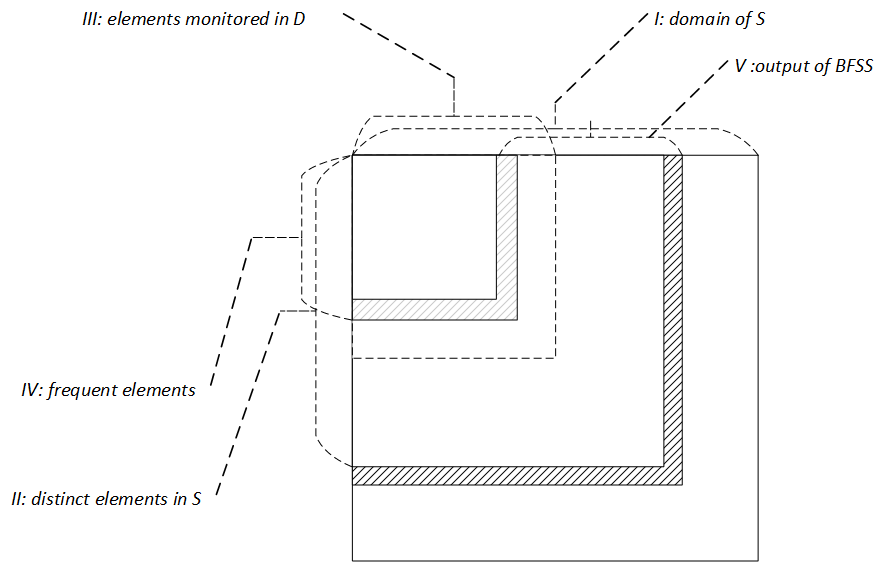 III: elements monitored in D
I: domain of S
V :output of BFSS
IV: frequent elements
II: distinct elements in S